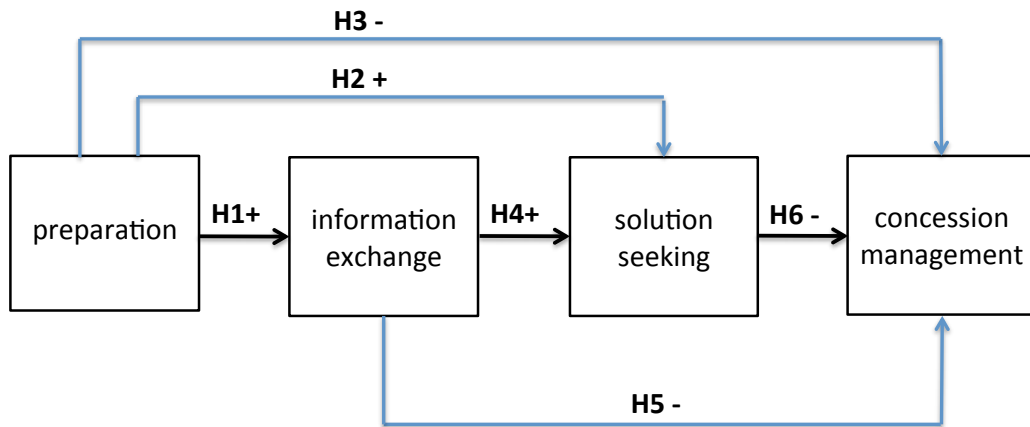 H3 -
H2 +
preparation
H1+
information
exchange
H4+
solution
seeking
H6 -
concession
management
H5 -